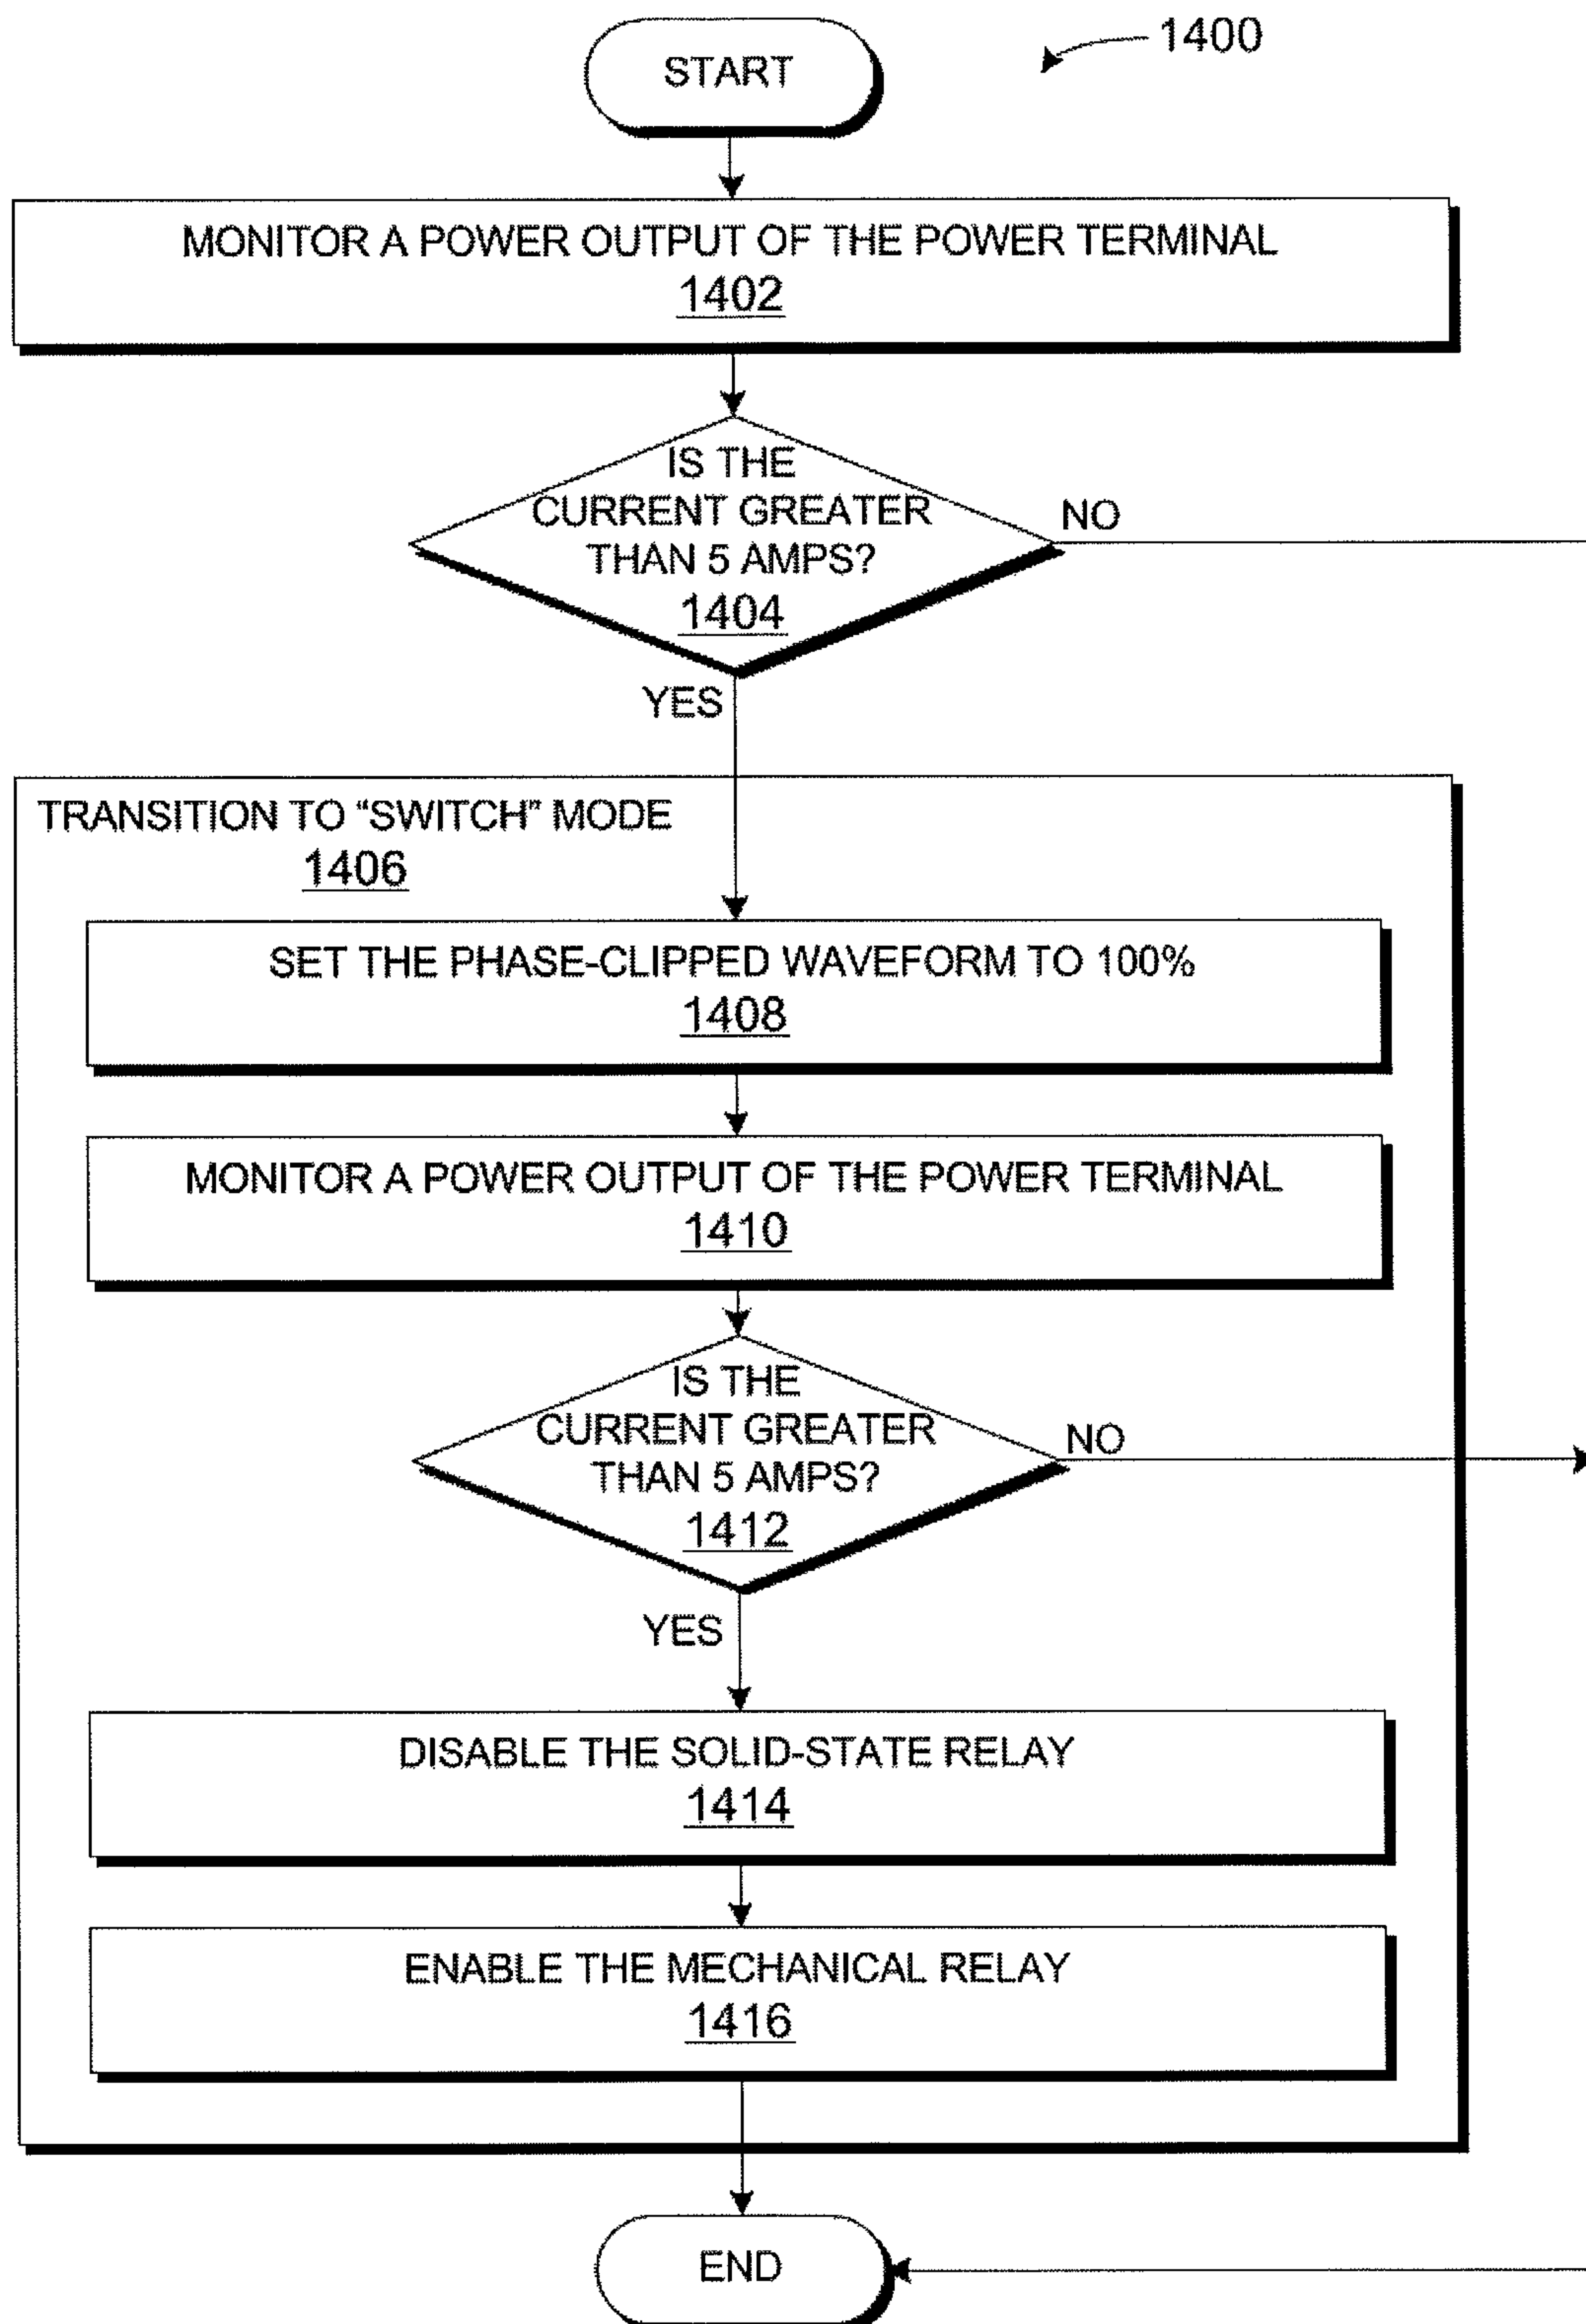 1400
START
MONITOR A POWER OUTPUT OF THE POWER TERMINAL
1402
IS THE
CURRENT GREATER
THAN 5 AMPS?
1404
NO
YES
TRANSITION TO “SWITCH” MODE
1406
SET THE PHASE-CLIPPED WAVEFORM TO 100%
1408
MONITOR A POWER OUTPUT OF THE POWER TERMINAL
1410
IS THE
CURRENT GREATER
THAN 5 AMPS?
1412
NO
YES
DISABLE THE SOLID-STATE RELAY
1414
ENABLE THE MECHANICAL RELAY
1416
END